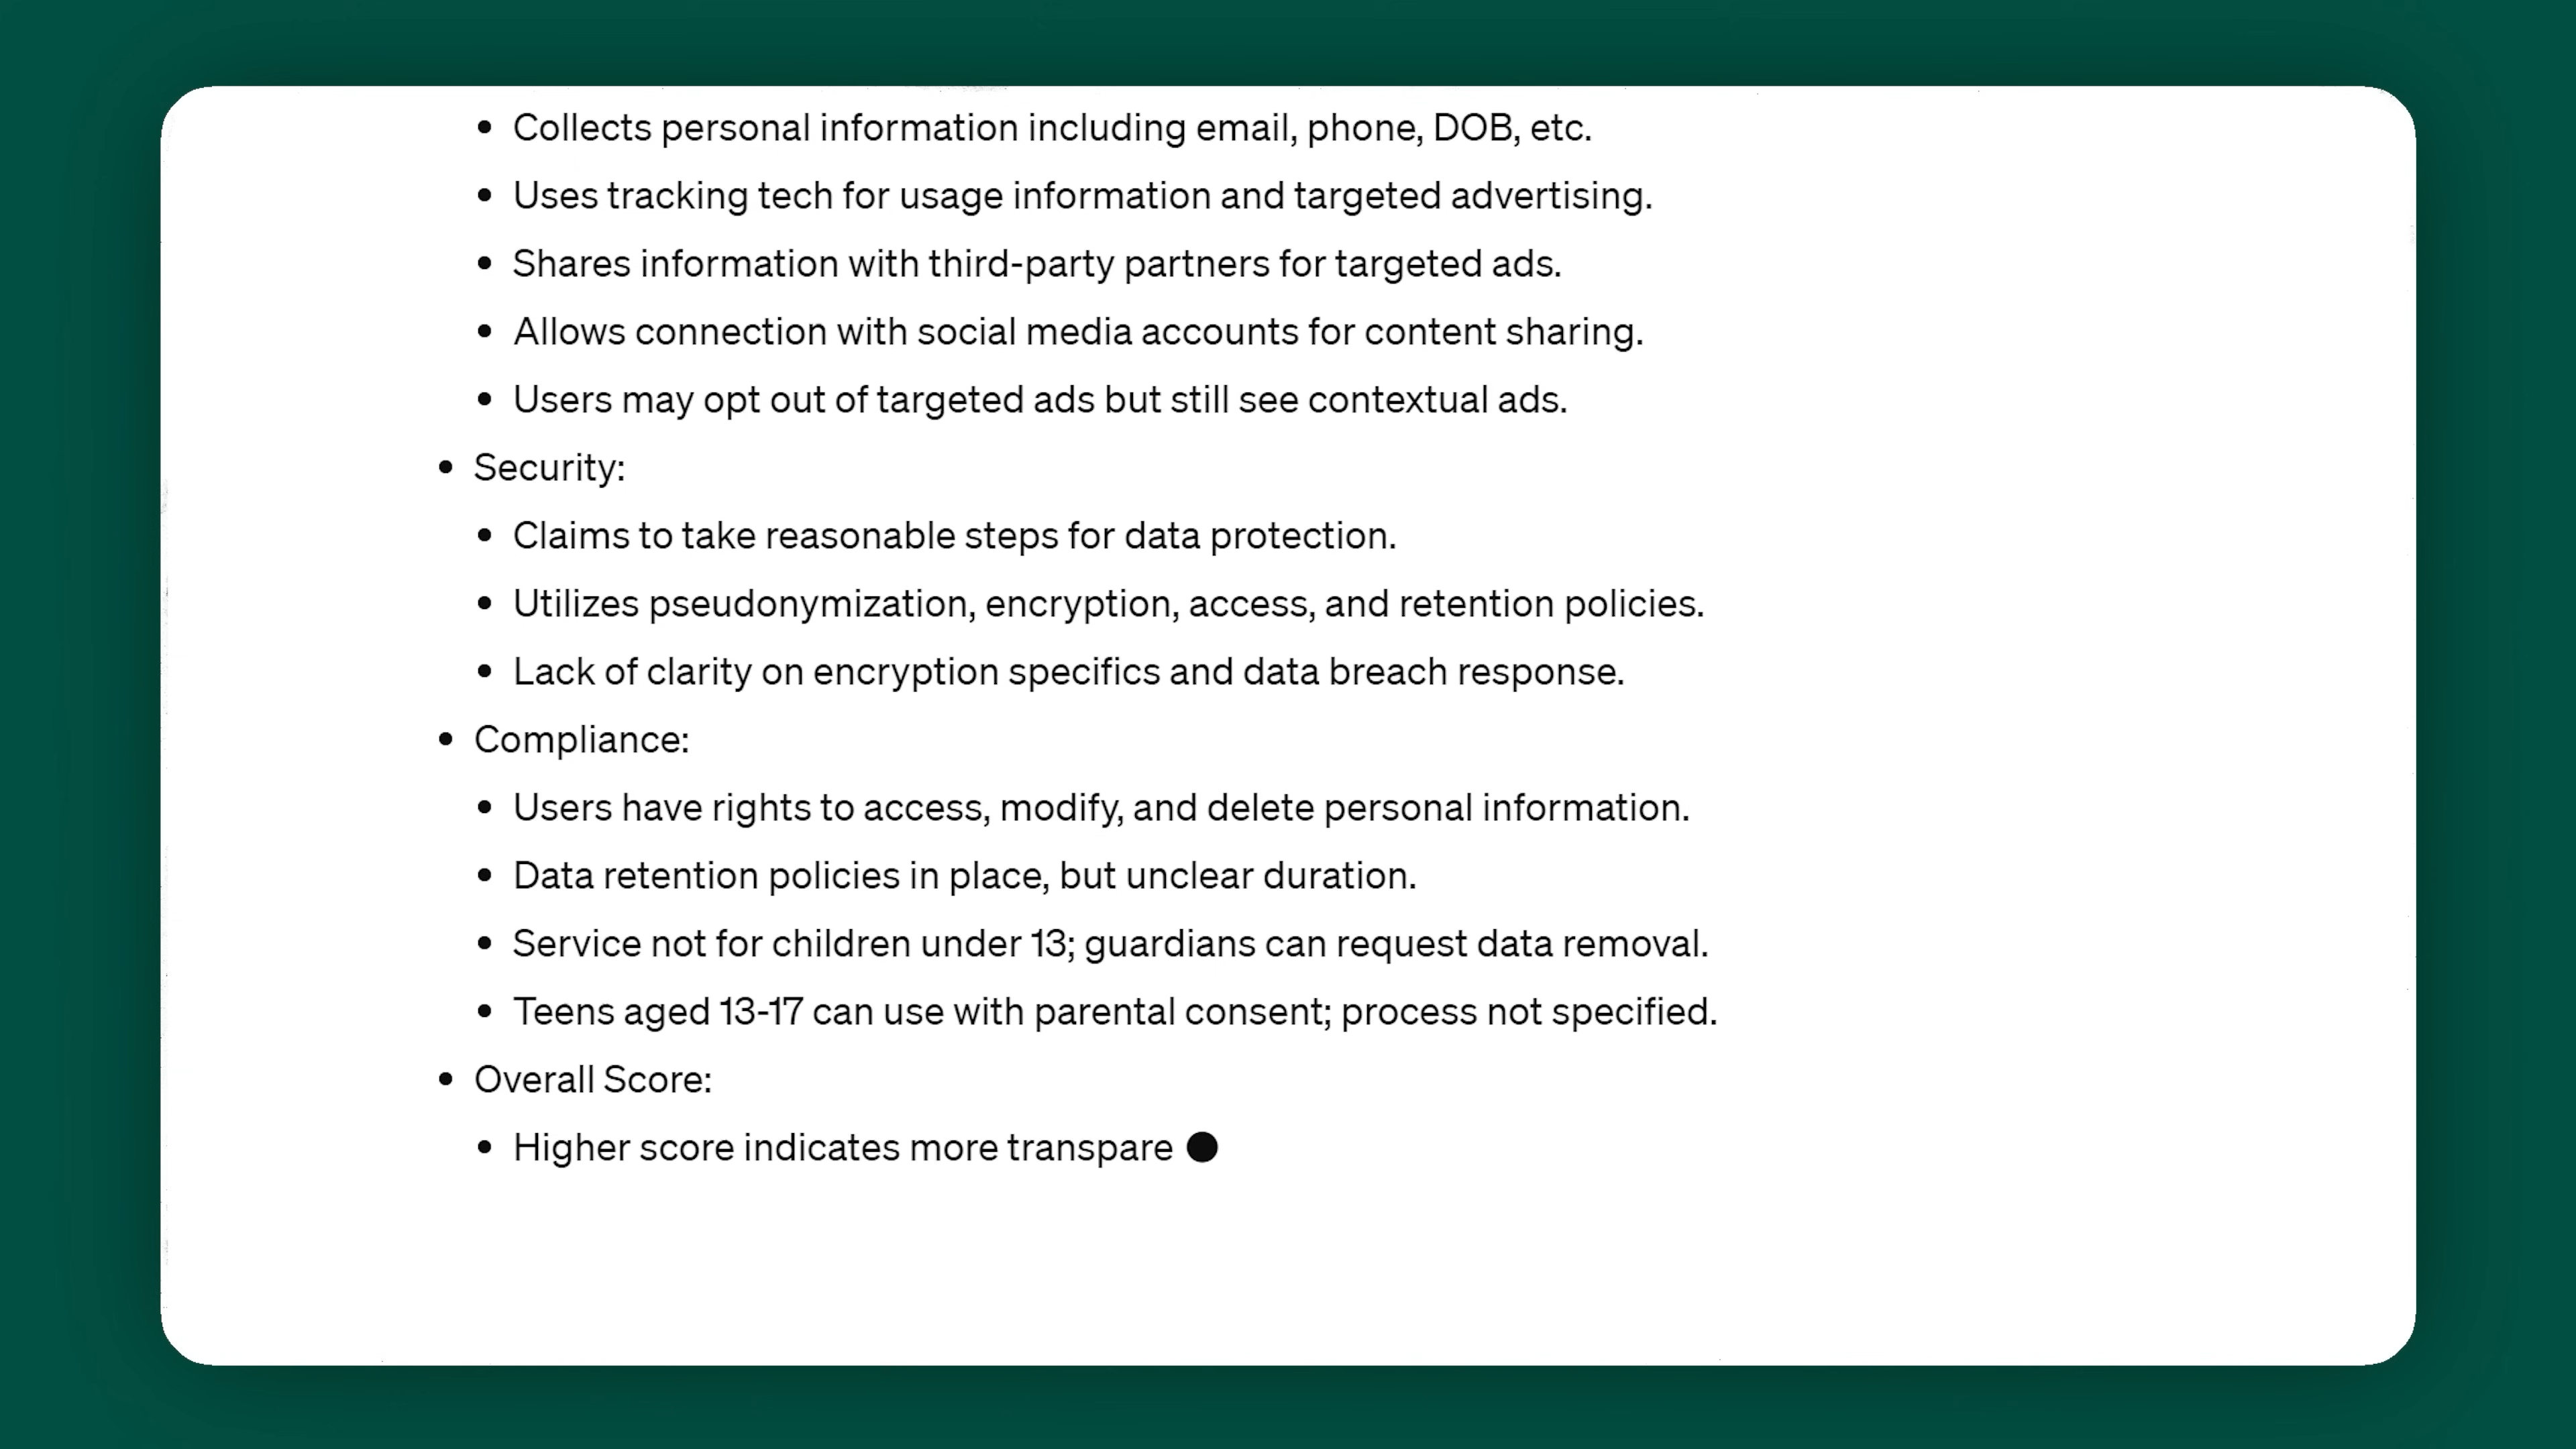 • Collects personal information including email, phone, DOB, etc.
• Uses tracking tech for usage information and targeted advertising.
• Shares information with third-party partners for targeted ads.
• Allows connection with social media accounts for content sharing.
• Users may opt out of targeted ads but still see contextual ads.
• Security:
• Claims to take reasonable steps for data protection.
• Utilizes pseudonymization, encryption, access, and retention policies.
• Lack of clarity on encryption specifics and data breach response.
• Compliance:
• Users have rights to access, modify, and delete personal information.
• Data retention policies in place, but unclear duration.
• Service not for children under 13; guardians can request data removal.
• Teens aged 13-17 can use with parental consent; process not specified.
• Overall Score:
• Higher score indicates more transpare